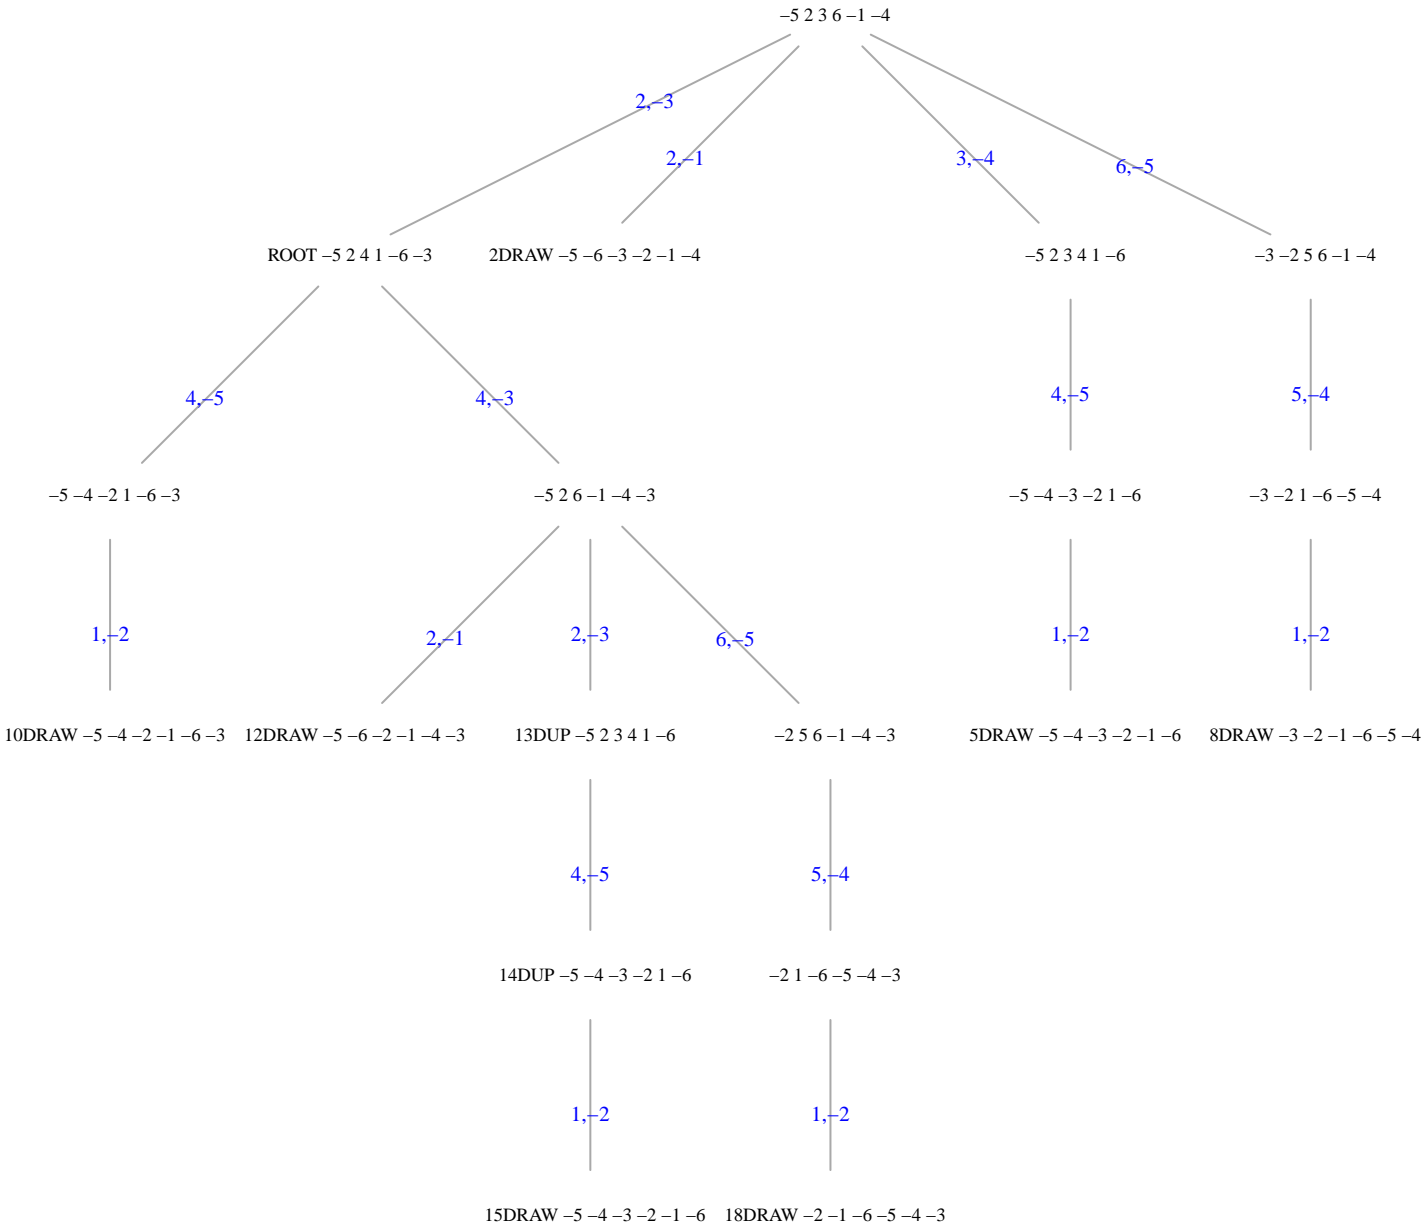 –5 2 3 6 –1 –4
2,–3
2,–1
3,–4
6,–5
ROOT –5 2 4 1 –6 –3
2DRAW –5 –6 –3 –2 –1 –4
–5 2 3 4 1 –6
–3 –2 5 6 –1 –4
4,–5
4,–3
4,–5
5,–4
–5 –4 –2 1 –6 –3
–5 2 6 –1 –4 –3
–5 –4 –3 –2 1 –6
–3 –2 1 –6 –5 –4
1,–2
2,–1
2,–3
6,–5
1,–2
1,–2
10DRAW –5 –4 –2 –1 –6 –3
12DRAW –5 –6 –2 –1 –4 –3
13DUP –5 2 3 4 1 –6
–2 5 6 –1 –4 –3
5DRAW –5 –4 –3 –2 –1 –6
8DRAW –3 –2 –1 –6 –5 –4
4,–5
5,–4
14DUP –5 –4 –3 –2 1 –6
–2 1 –6 –5 –4 –3
1,–2
1,–2
15DRAW –5 –4 –3 –2 –1 –6
18DRAW –2 –1 –6 –5 –4 –3